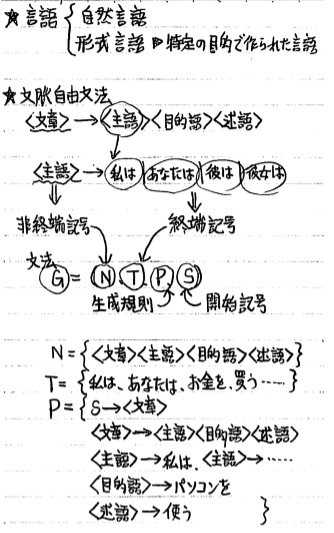 ★言語{自然言語
形式言語⇒特定の目的で作られた言語
★文脈自由文法
<文章>→<主語><目的語><述語>
<主語>→私は|あなたは|彼は|彼女は
非終端記号 終端記号
文法
G=(N,T,P,S)
生成規則 開始記号
N={<文章><主語><目的語><述語>}
T={私は、あなたは、お金を、買う……}
P={S→<文章>
<文章>→<主語><目的語><述語>
<主語>→私は、<主語>→……
<目的語>→パソコンを
<述語>→使う }